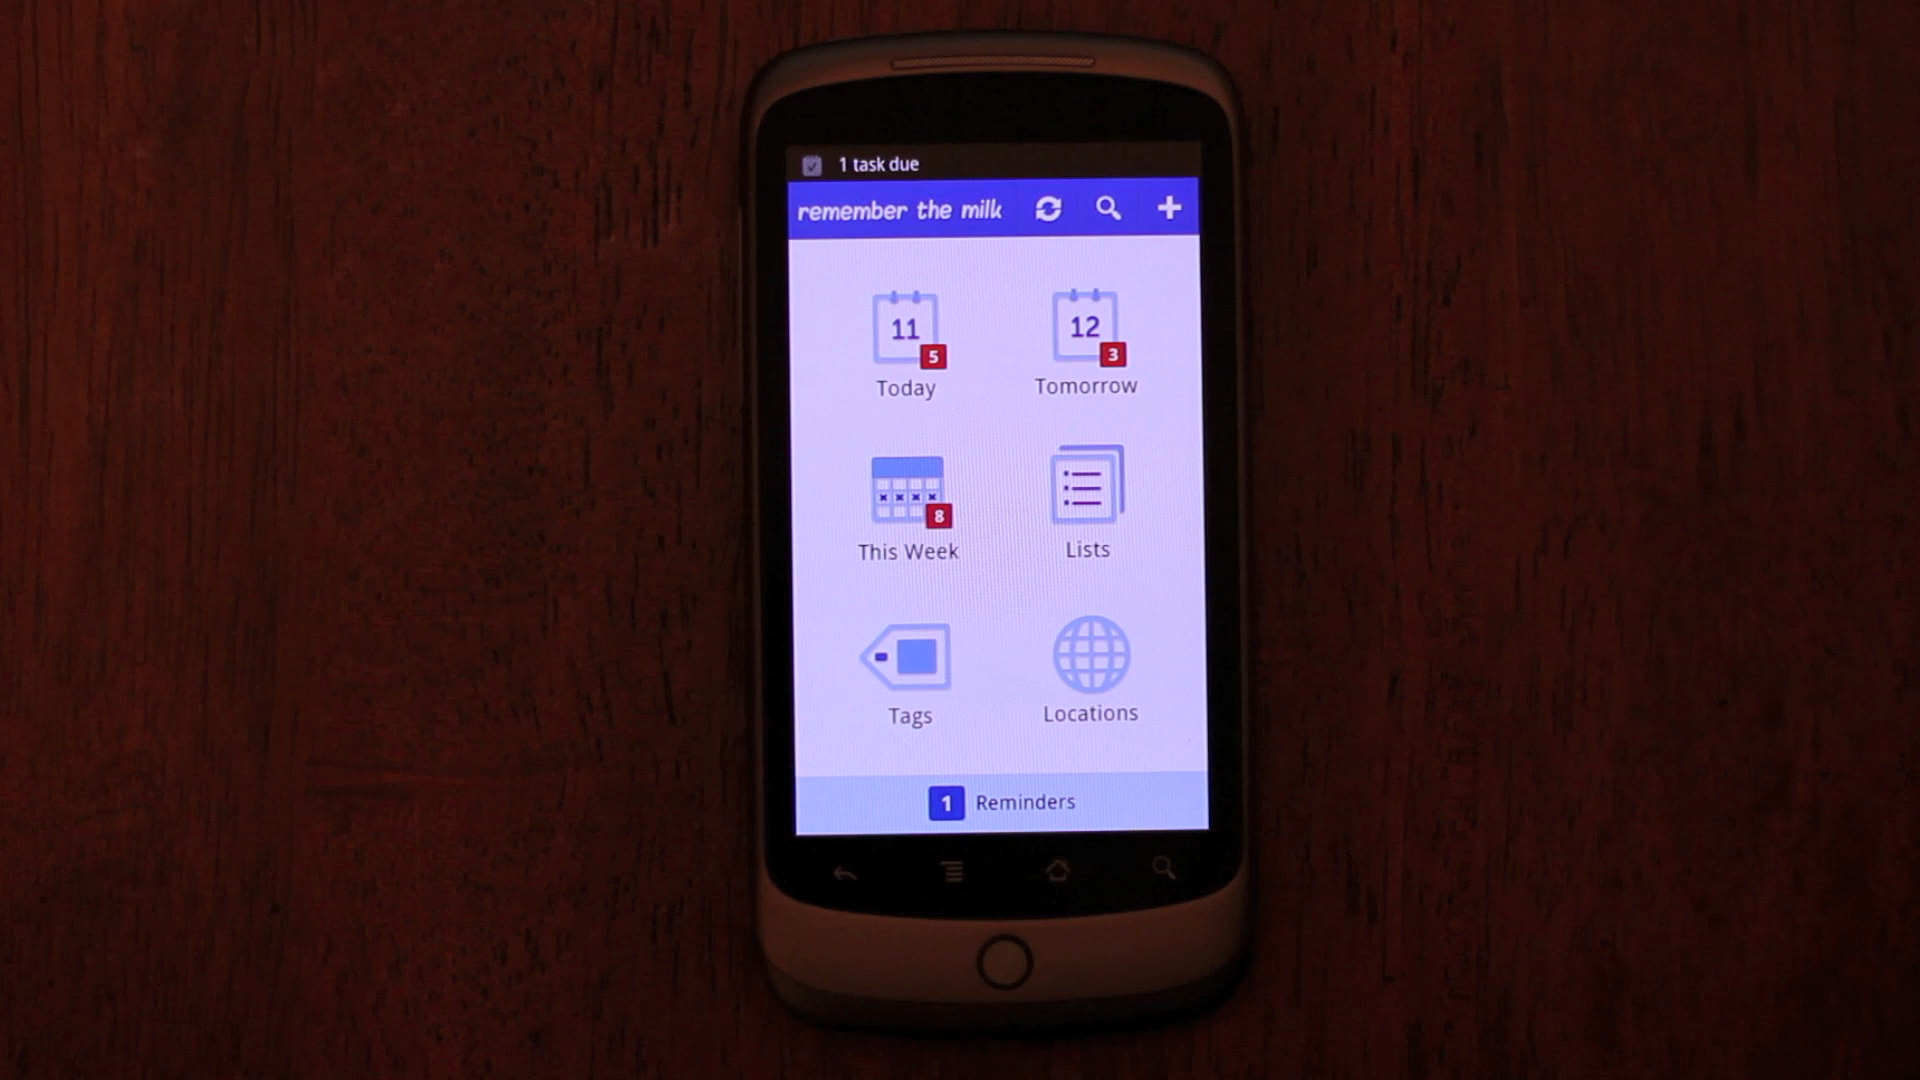 1 task due
remember the milk
11
5
Today
12
3
Tomorrow
8
This Week
Lists
Tags
Locations
1 Reminders